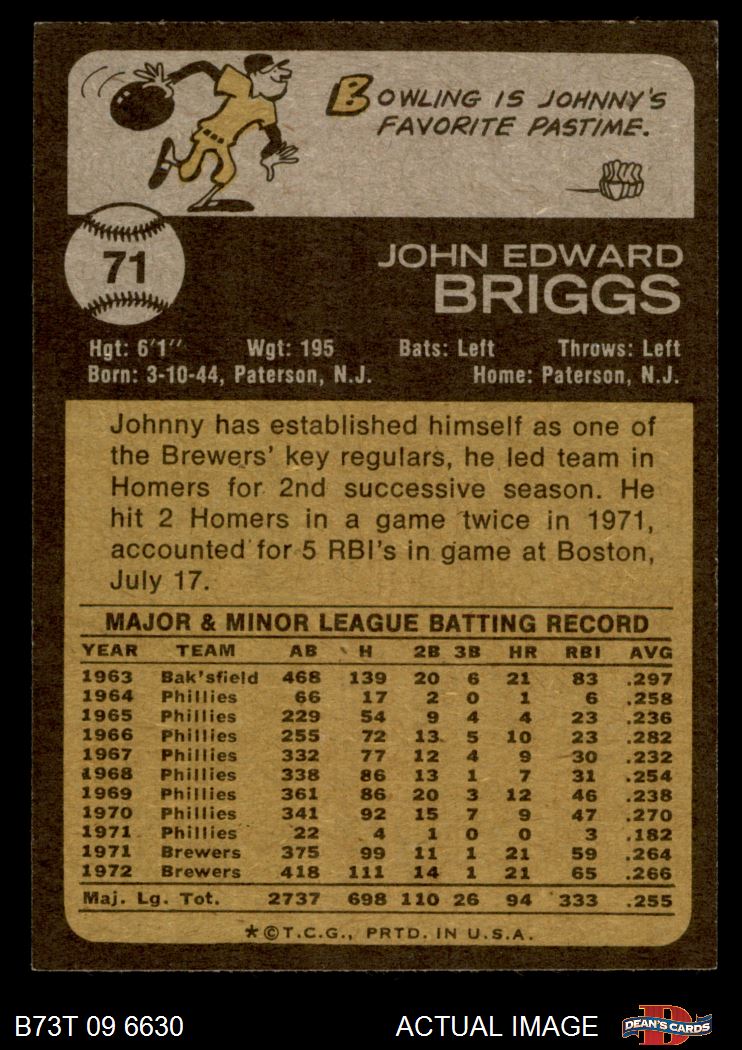 BOWLING IS JOHNNY'S
FAVORITE PASTIME.
71
JOHN EDWARD
BRIGGS
Hgt: 6'1" Wgt: 195 Bats: Left Throws: Left
Born: 3-10-44, Paterson, N.J. Home: Paterson, N.J.
Johnny has established himself as one of
the Brewers' key regulars, he led team in
Homers for 2nd successive season. He
hit 2 Homers in a game twice in 1971,
accounted for 5 RBI's in game at Boston,
July 17.
MAJOR & MINOR LEAGUE BATTING RECORD
YEAR TEAM AB H 2B 3B HR RBI AVG
1963 Bak'sfield 468 139 20 6 21 83 .297
1964 Phillies 66 17 2 0 1 6 .258
1965 Phillies 229 54 9 4 4 23 .236
1966 Phillies 255 72 13 5 10 23 .282
1967 Phillies 332 77 12 4 9 30 .232
1968 Phillies 338 86 13 1 7 31 .254
1969 Phillies 361 86 20 3 12 46 .238
1970 Phillies 341 92 15 7 9 47 .270
1971 Phillies 22 4 1 0 0 3 .182
1971 Brewers 375 99 11 1 21 59 .264
1972 Brewers 418 111 14 1 21 65 .266
Maj. Lg. Tot. 2737 698 110 26 94 333 .255
*©T.C.G., PRTD. IN U.S.A.
B73T 09 6630 ACTUAL IMAGE D DEAN'S CARDS